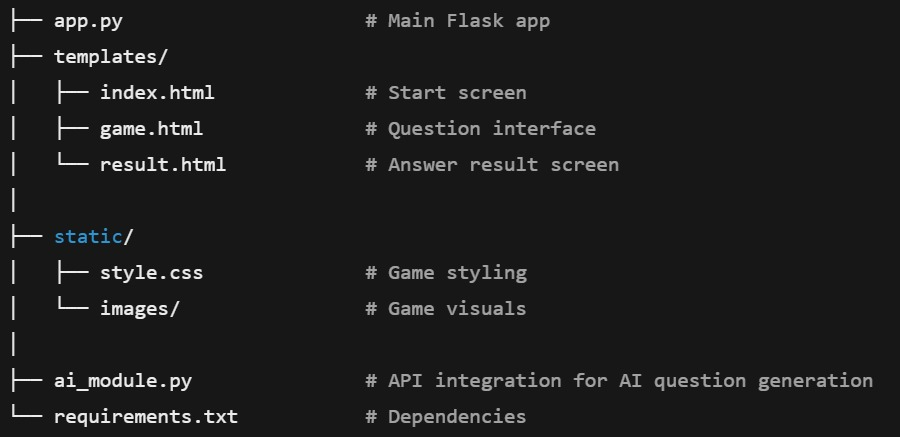 ├── app.py                     # Main Flask app
├── templates/
│   ├── index.html             # Start screen
│   ├── game.html              # Question interface
│   └── result.html            # Answer result screen
│
├── static/
│   ├── style.css              # Game styling
│   └── images/                # Game visuals
│
├── ai_module.py               # API integration for AI question generation
└── requirements.txt           # Dependencies